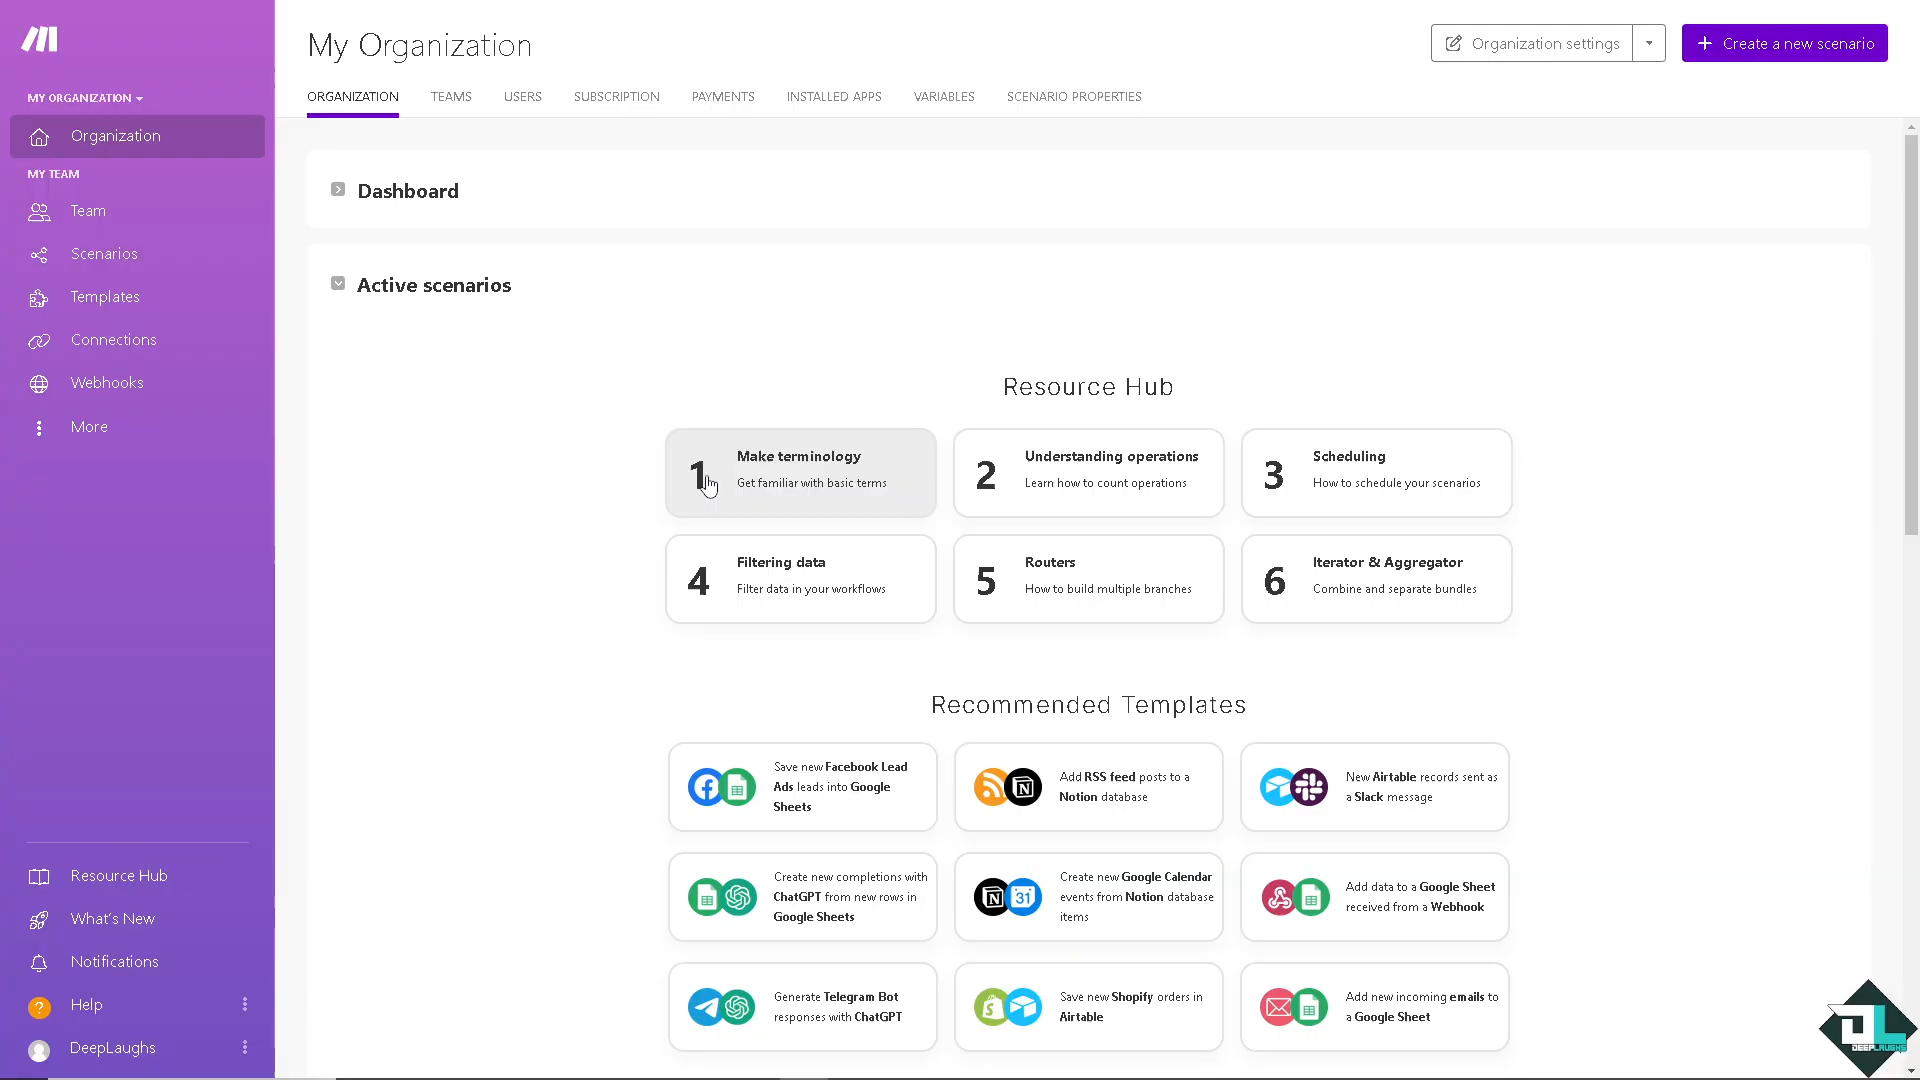 My Organization
Organization settings
Create a new scenario
MY ORGANIZATION
ORGANIZATION
TEAMS
USERS
SUBSCRIPTION
PAYMENTS
INSTALLED APPS
VARIABLES
SCENARIO PROPERTIES
Organization
MY TEAM
Team
Scenarios
Templates
Connections
Webhooks
More
Dashboard
Active scenarios
Resource Hub
1
Make terminology
Get familiar with basic terms
2
Understanding operations
Learn how to count operations
3
Scheduling
How to schedule your scenarios
4
Filtering data
Filter data in your workflows
5
Routers
How to build multiple branches
6
Iterator & Aggregator
Combine and separate bundles
Recommended Templates
Save new Facebook Lead
Ads leads into Google
Sheets
Add RSS feed posts to a
Notion database
New Airtable records sent as
a Slack message
Create new completions with
ChatGPT from new rows in
Google Sheets
31
Create new Google Calendar
events from Notion database
items
Add data to a Google Sheet
received from a Webhook
Generate Telegram Bot
responses with ChatGPT
Save new Shopify orders in
Airtable
Add new incoming emails to
a Google Sheet
Resource Hub
What's New
Notifications
? Help
DeepLaughs
DL
DEEPLAUGHS